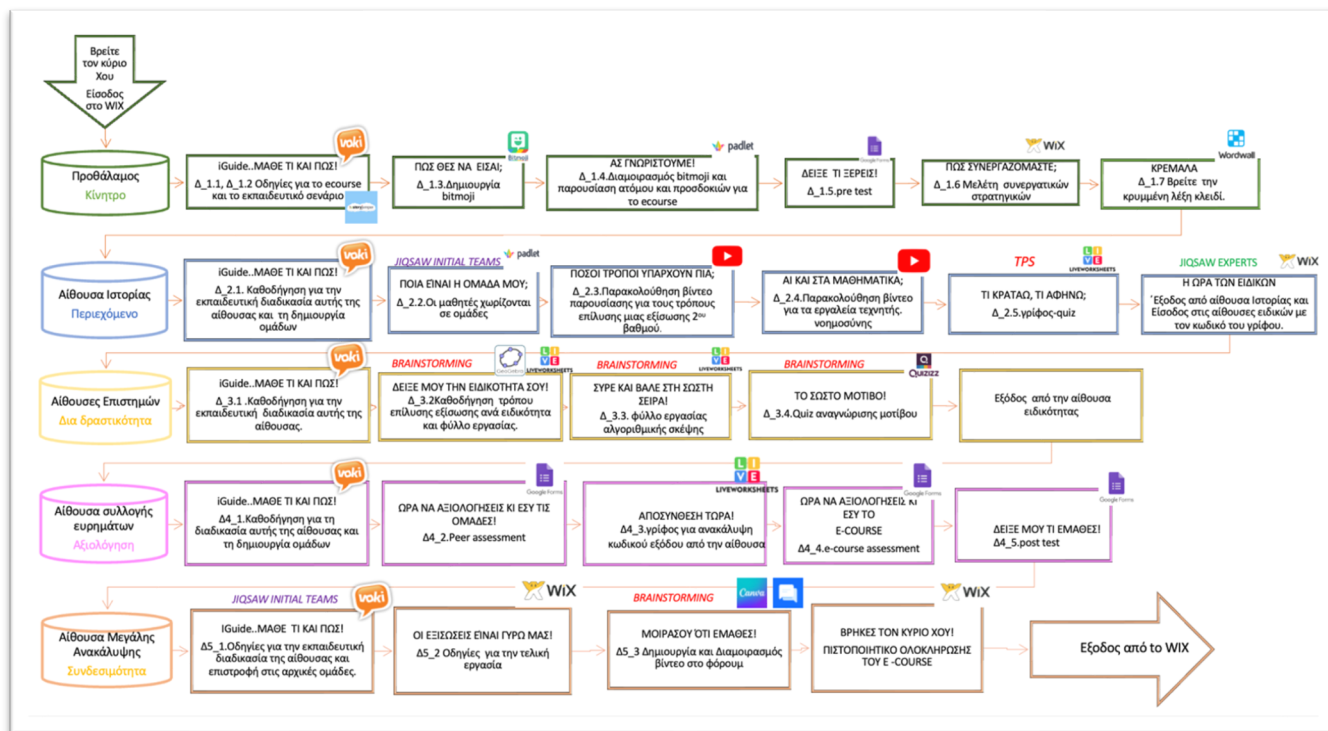 Βρείτε
τον κύριο
Χου
Είσοδος
στο WIX
Προθάλαμος
Κίνητρο
voki
iGuide..ΜΑΘΕ ΤΙ ΚΑΙ ΠΩΣ!
Δ_1.1, Δ_1.2 Οδηγίες για το ecourse
και το εκπαιδευτικό σενάριο
Bitmoji
ΠΩΣ ΘΕΣ ΝΑ ΕΙΣΑΙ;
Δ_1.3.Δημιουργία
bitmoji
padlet
ΑΣ ΓΝΩΡΙΣΤΟΥΜΕ!
Δ_1.4.Διαμοιρασμός bitmoji και
παρουσίαση ατόμου και προσδοκιών για
το ecourse
Google Forms
ΔΕΙΞΕ ΤΙ ΞΕΡΕΙΣ!
Δ_1.5.pre test
WiX
ΠΩΣ ΣΥΝΕΡΓΑΖΟΜΑΣΤΕ;
Δ_1.6 Μελέτη συνεργατικών
στρατηγικών
Wordwall
ΚΡΕΜΑΛΑ
Δ_1.7 Βρείτε την
κρυμμένη λέξη κλειδί.
Αίθουσα Ιστορίας
Περιεχόμενο
voki
iGuide..ΜΑΘΕ ΤΙ ΚΑΙ ΠΩΣ!
Δ_2.1. Καθοδήγηση για την
εκπαιδευτική διαδικασία αυτής της
αίθουσας και τη δημιουργία
ομάδων
JIQSAW INITIAL TEAMS
padlet
ΠΟΙΑ ΕΙΝΑΙ Η ΟΜΑΔΑ ΜΟΥ;
Δ_2.2.Οι μαθητές χωρίζονται
σε ομάδες
ΠΟΣΟΙ ΤΡΟΠΟΙ ΥΠΑΡΧΟΥΝ ΠΙΑ;
Δ_2.3.Παρακολούθηση βίντεο
παρουσίασης για τους τρόπους
επίλυσης μιας εξίσωσης 2ου
βαθμού.
AI ΚΑΙ ΣΤΑ ΜΑΘΗΜΑΤΙΚΑ;
Δ_2.4.Παρακολούθηση βίντεο
για τα εργαλεία τεχνητής.
νοημοσύνης
TPS
LIVE
LIVEWORKSHEETS
ΤΙ ΚΡΑΤΑΩ, ΤΙ ΑΦΗΝΩ;
Δ_2.5.γρίφος-quiz
JIQSAW EXPERTS
WiX
Η ΩΡΑ ΤΩΝ ΕΙΔΙΚΩΝ
΄Εξοδος από αίθουσα Ιστορίας και
Είσοδος στις αίθουσες ειδικών με
τον κωδικό του γρίφου.
Αίθουσες Επιστημών
Δια δραστικότητα
voki
iGuide..ΜΑΘΕ ΤΙ ΚΑΙ ΠΩΣ!
Δ_3.1 .Καθοδήγηση για την
εκπαιδευτική διαδικασία αυτής της
αίθουσας.
BRAINSTORMING
GeoGebra
LIVE
LIVEWORKSHEETS
ΔΕΙΞΕ ΜΟΥ ΤΗΝ ΕΙΔΙΚΟΤΗΤΑ ΣΟΥ!
Δ_3.2Καθοδήγηση τρόπου
επίλυσης εξίσωσης ανά ειδικότητα
και φύλλο εργασίας.
BRAINSTORMING
LIVE
LIVEWORKSHEETS
ΣΥΡΕ ΚΑΙ ΒΑΛΕ ΣΤΗ ΣΩΣΤΗ
ΣΕΙΡΑ!
Δ_3.3. φύλλο εργασίας
αλγοριθμικής σκέψης
BRAINSTORMING
QUIZIZZ
ΤΟ ΣΩΣΤΟ ΜΟΤΙΒΟ!
Δ_3.4.Quiz αναγνώρισης μοτίβου
Εξόδος από την αίθουσα
ειδικότητας
Αίθουσα συλλογής
ευρημάτων
Αξιολόγηση
voki
iGuide..ΜΑΘΕ ΤΙ ΚΑΙ ΠΩΣ!
Δ4_1.Καθοδήγηση για τη
διαδικασία αυτής της αίθουσας και
τη δημιουργία ομάδων
Google Forms
ΩΡΑ ΝΑ ΑΞΙΟΛΟΓΗΣΕΙΣ ΚΙ ΕΣΥ ΤΙΣ
ΟΜΑΔΕΣ!
Δ4_2.Peer assessment
LIVE
LIVEWORKSHEETS
ΑΠΟΣΥΝΘΕΣΗ ΤΩΡΑ!
Δ4_3.γρίφος για ανακάλυψη
κωδικού εξόδου από την αίθουσα
Google Forms
ΩΡΑ ΝΑ ΑΞΙΟΛΟΓΗΣΕΙΣ ΚΙ
ΕΣΥ ΤΟ
E-COURSE
Δ4_4.e-course assessment
Google Forms
ΔΕΙΞΕ ΜΟΥ ΤΙ ΕΜΑΘΕΣ!
Δ4_5.post test
Αίθουσα Μεγάλης
Ανακάλυψης
Συνδεσιμότητα
JIQSAW INITIAL TEAMS
voki
IGuide..ΜΑΘΕ ΤΙ ΚΑΙ ΠΩΣ!
Δ5_1.Οδηγίες για την εκπαιδευτική
διαδικασία της αίθουσας και
επιστροφή στις αρχικές ομάδες.
WiX
ΟΙ ΕΞΙΣΩΣΕΙΣ ΕΙΝΑΙ ΓΥΡΩ ΜΑΣ!
Δ5_2 Οδηγίες για την τελική
εργασία
BRAINSTORMING
Canva
ΜΟΙΡΑΣΟΥ ΌΤΙ ΕΜΑΘΕΣ!
Δ5_3 Δημιουργία και Διαμοιρασμός
βίντεο στο φόρουμ
WiX
ΒΡΗΚΕΣ ΤΟΝ ΚΥΡΙΟ ΧΟΥ!
ΠΙΣΤΟΠΟΙΗΤΙΚΟ ΟΛΟΚΛΗΡΩΣΗΣ
ΤΟΥ E -COURSE
Εξοδος από to WIX